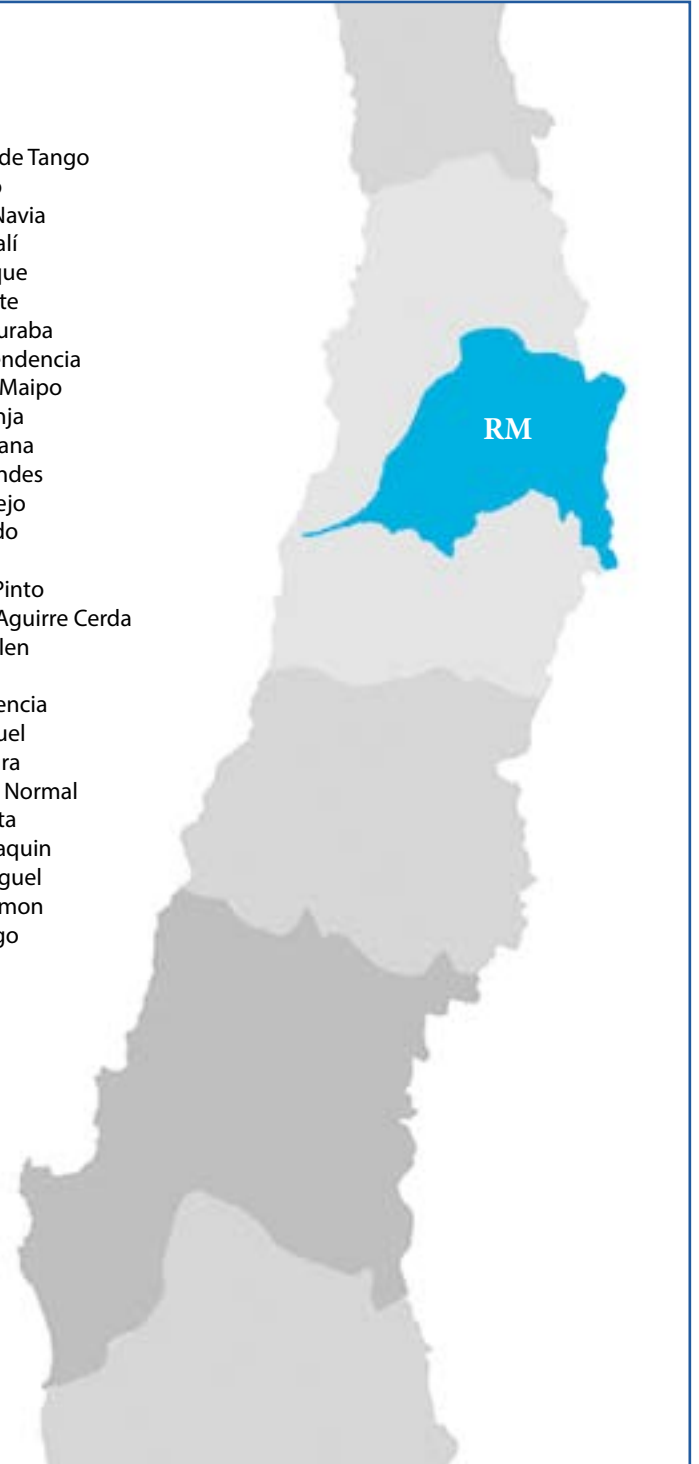 de Tango
o
Navia
alí
que
te
uraba
endencia
Maipo
nja
ana
ndes
ejo
do
Pinto
Aguirre Cerda
len
encia
uel
ra
Normal
ta
aquin
guel
mon
go
RM